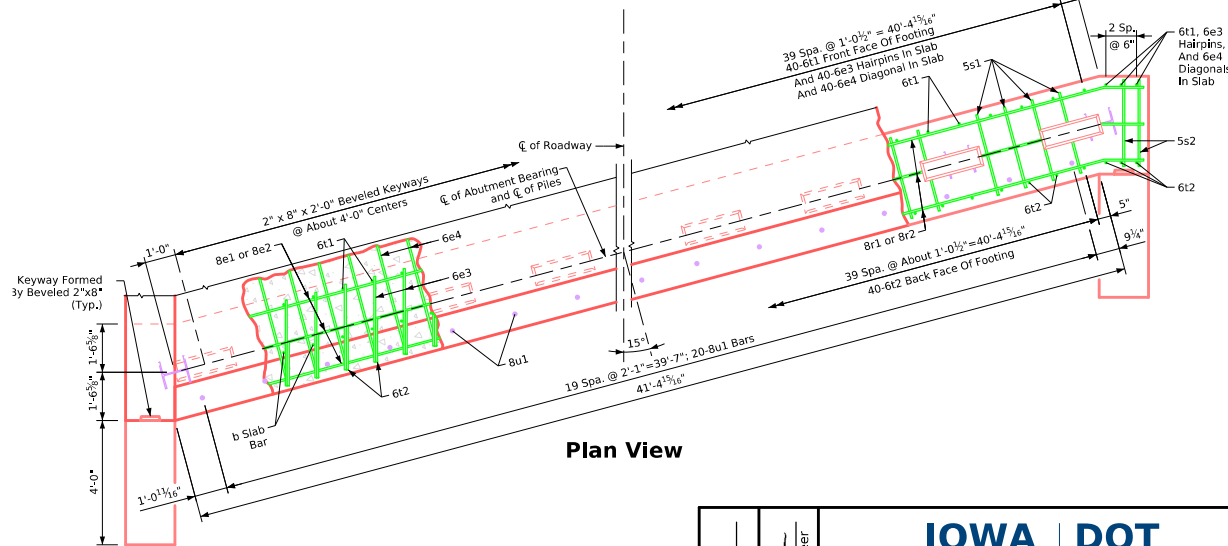 39 Spa. @ 1'-0½" = 40'-4¹⁵⁄₁₆"
40-6t1 Front Face Of Footing
And 40-6e3 Hairpins In Slab
And 40-6e4 Diagonal In Slab
2 Sp.
@ 6"
6t1, 6e3
Hairpins,
And 6e4
Diagonals
In Slab
5s1
6t1
℄ of Roadway
5s2
6t2
2" x 8" x 2'-0" Beveled Keyways
@ About 4'-0" Centers
℄ of Abutment Bearing
and ℄ of Piles
8e1 or 8e2
6t1
6e4
6e3
1'-0"
Keyway Formed
By Beveled 2"x8"
(Typ.)
6t2
8r1 or 8r2
5"
9¼"
39 Spa. @ About 1'-0½"=40'-4¹⁵⁄₁₆"
40-6t2 Back Face Of Footing
1'-6⅝"
1'-6⅝"
15°
8u1
19 Spa. @ 2'-1"=39'-7"; 20-8u1 Bars
41'-4¹⁵⁄₁₆"
6t2
b Slab
Bar
Plan View
4'-0"
1'-0¹¹⁄₁₆"
IOWA | DOT